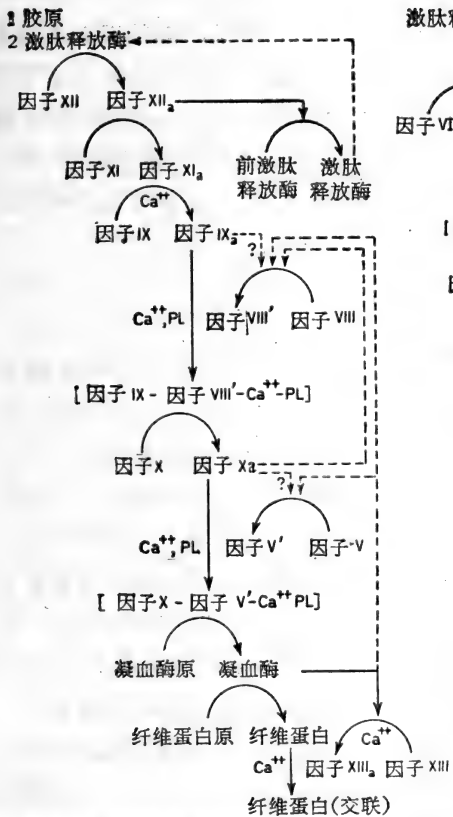 1 胶原
激肽释
2 激肽释放酶
因子 XII 因子 XIIa
因子 VI
因子 XI 因子 XIa
前激肽释放酶 激肽释放酶
Ca⁺⁺
因子 IX 因子 IXa
[
?
Ca⁺⁺,PL 因子 VIII′ 因子 VIII
[因子 IX - 因子 VIII′-Ca⁺⁺-PL]
因子 X 因子 Xa
?
Ca⁺⁺,PL 因子 V′ 因子-V
[ 因子 X - 因子 V′-Ca⁺⁺PL]
凝血酶原 凝血酶
纤维蛋白原 纤维蛋白
Ca⁺⁺
Ca⁺⁺ 因子 XIIIa 因子 XIII
纤维蛋白(交联)